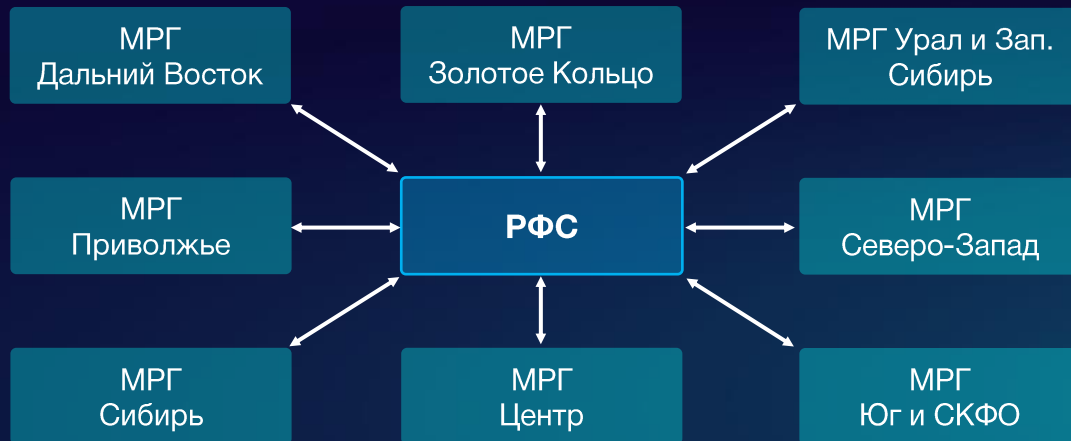 МРГ
Дальний Восток
МРГ
Золотое Кольцо
МРГ Урал и Зап.
Сибирь
МРГ
Приволжье
РФС
МРГ
Северо-Запад
МРГ
Сибирь
МРГ
Центр
МРГ
Юг и СКФО